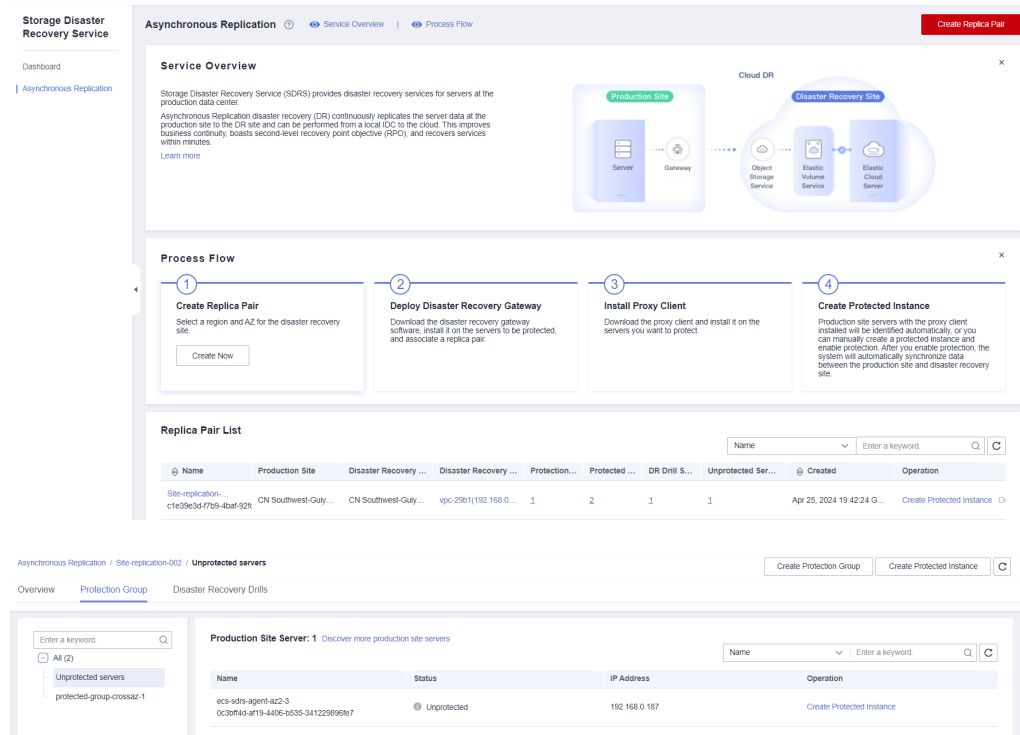 Storage Disaster
Recovery Service
Dashboard
Asynchronous Replication
Asynchronous Replication ? Service Overview | Process Flow
Create Replica Pair
Service Overview
Storage Disaster Recovery Service (SDRS) provides disaster recovery services for servers at the
production data center.
Asynchronous Replication disaster recovery (DR) continuously replicates the server data at the
production site to the DR site and can be performed from a local IDC to the cloud. This improves
business continuity, boasts second-level recovery point objective (RPO), and recovers services
within minutes.
Learn more
Cloud DR
Production Site
Disaster Recovery Site
Server
Gateway
Object
Storage
Service
Elastic
Volume
Service
Elastic
Cloud
Server
Process Flow
1
Create Replica Pair
Select a region and AZ for the disaster recovery
site.
Create Now
2
Deploy Disaster Recovery Gateway
Download the disaster recovery gateway
software, install it on the servers to be protected,
and associate a replica pair.
3
Install Proxy Client
Download the proxy client and install it on the
servers you want to protect.
4
Create Protected Instance
Production site servers with the proxy client
installed will be identified automatically, or you
can manually create a protected instance and
enable protection. After you enable protection, the
system will automatically synchronize data
between the production site and disaster recovery
site.
Replica Pair List
Name Enter a keyword.
Name Production Site Disaster Recovery ... Disaster Recovery ... Protection... Protected ... DR Drill S... Unprotected Ser... Created Operation
Site-replication-...
c1e39e3d-f7b9-4baf-92fc CN Southwest-Guiy... CN Southwest-Guiy... vpc-29b1(192.168.0... 1 2 1 1 Apr 25, 2024 19:42:24 G... Create Protected Instance
Asynchronous Replication / Site-replication-002 / Unprotected servers
Create Protection Group Create Protected Instance
Overview Protection Group Disaster Recovery Drills
Enter a keyword.
All (2)
Unprotected servers
protected-group-crossaz-1
Production Site Server: 1 Discover more production site servers
Name Enter a keyword.
Name Status IP Address Operation
ecs-sdrs-agent-az2-3
0c3bff4d-af19-4406-b535-341229896fe7 Unprotected 192.168.0.187 Create Protected Instance